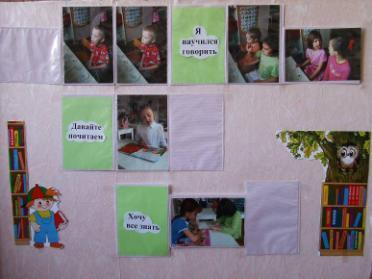 Я
научился
говорить
Давайте
почитаем
Хочу
все знать